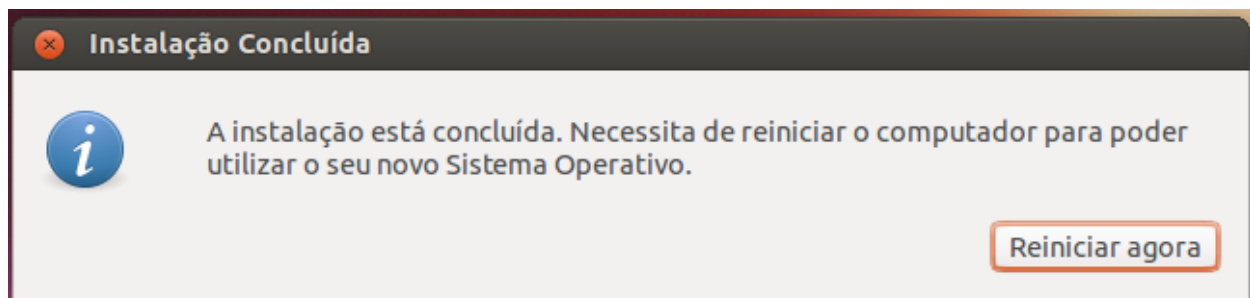 Instalação Concluída
A instalação está concluída. Necessita de reiniciar o computador para poder
utilizar o seu novo Sistema Operativo.
Reiniciar agora